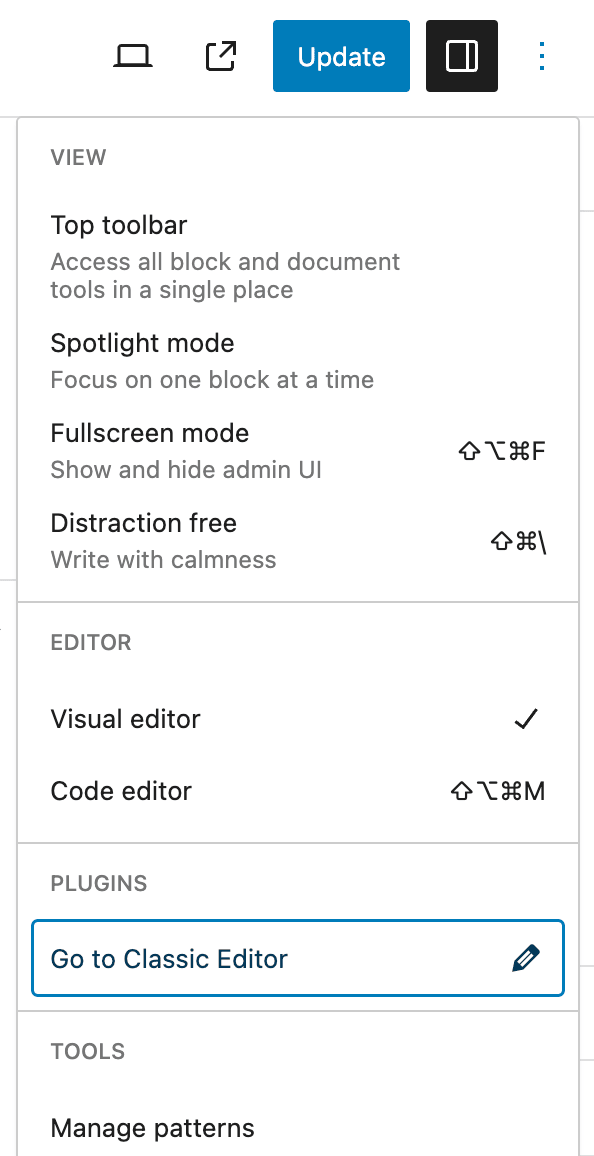 Update
VIEW
Top toolbar
Access all block and document
tools in a single place
Spotlight mode
Focus on one block at a time
Fullscreen mode
⇧⌥⌘F
Show and hide admin UI
Distraction free
⇧⌘\
Write with calmness
EDITOR
Visual editor
Code editor ⇧⌥⌘M
PLUGINS
Go to Classic Editor
TOOLS
Manage patterns